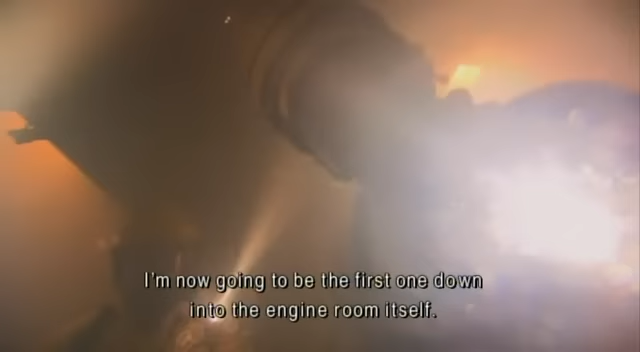 I'm now going to be the first one down
into the engine room itself.